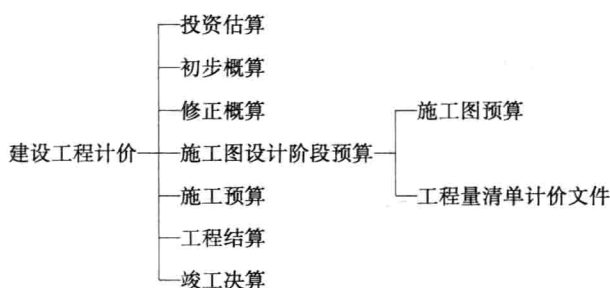 投资估算
初步概算
修正概算
施工图预算
建设工程计价
施工图设计阶段预算
施工预算
工程量清单计价文件
工程结算
竣工决算